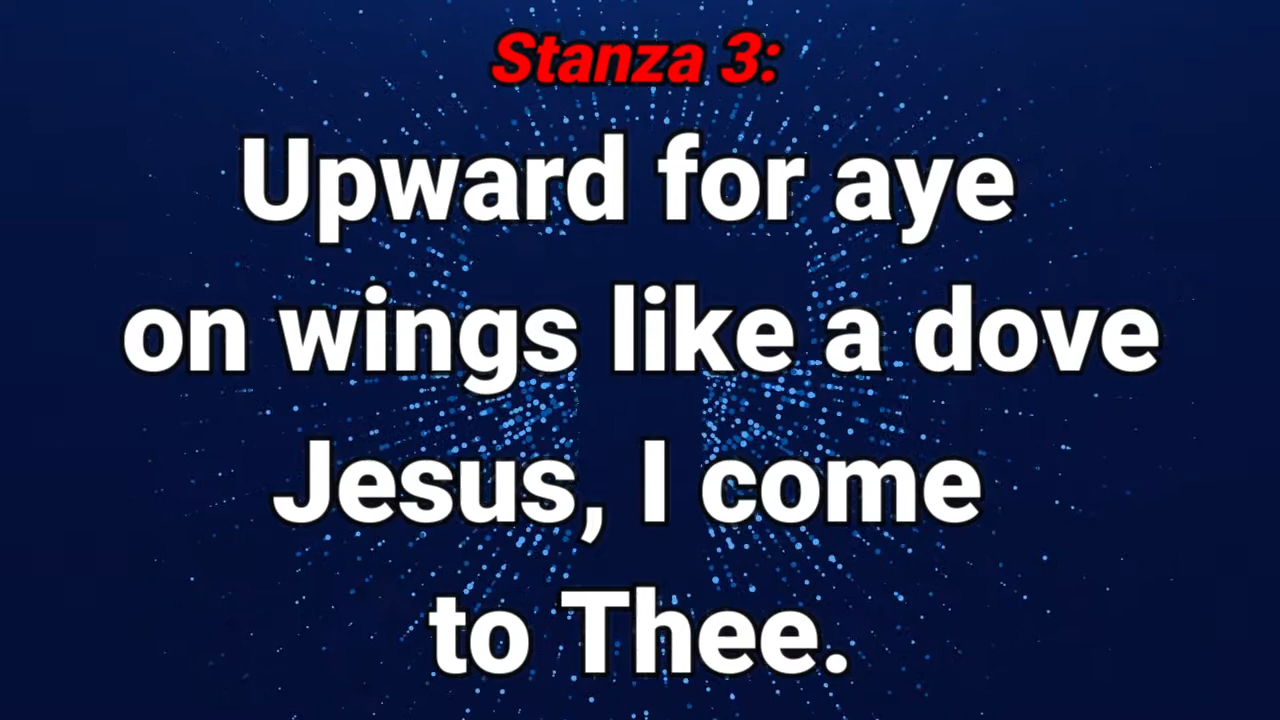 Stanza 3:
Upward for aye
on wings like a dove
Jesus, I come
to Thee.